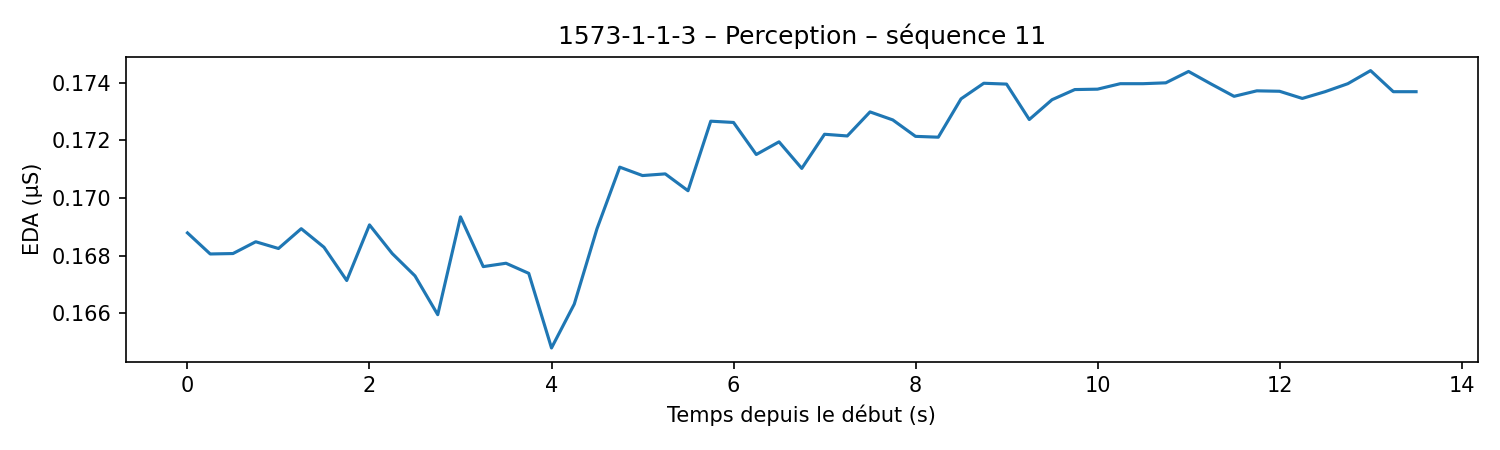 1573-1-1-3 – Perception – séquence 11
EDA (µS)
0.174
0.172
0.170
0.168
0.166
0 2 4 6 8 10 12 14
Temps depuis le début (s)